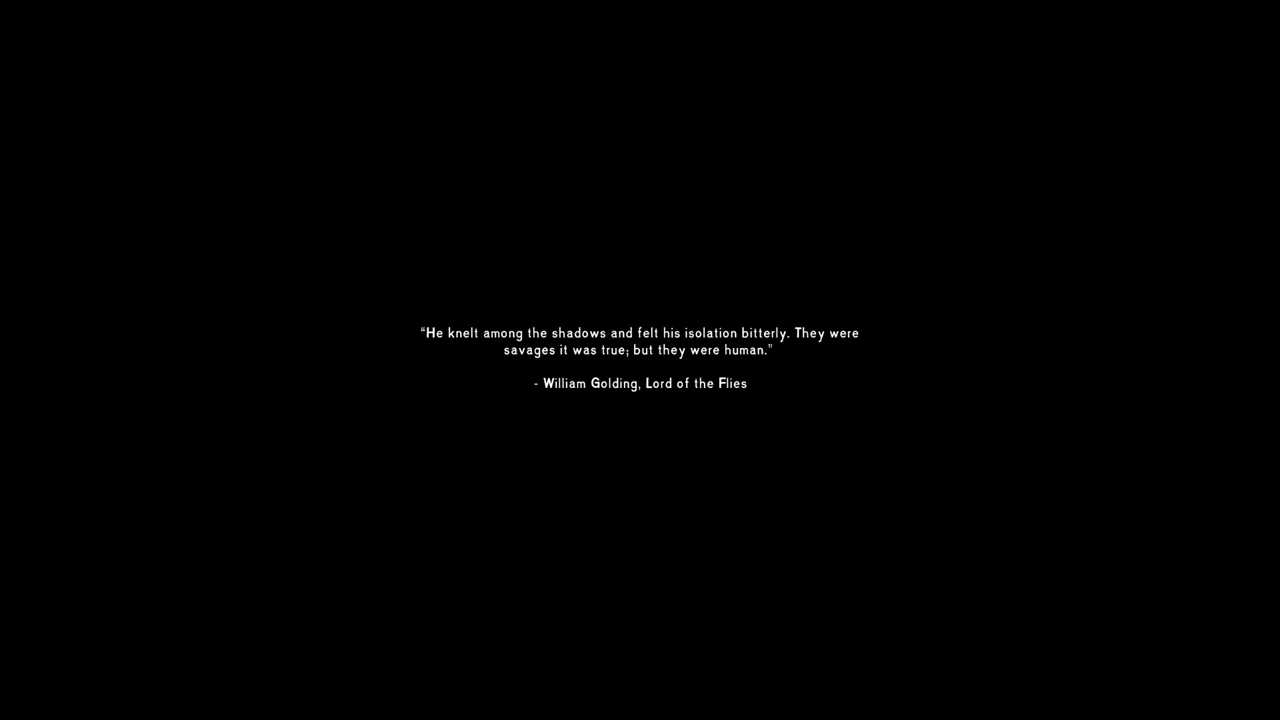 “He knelt among the shadows and felt his isolation bitterly. They were
savages it was true; but they were human.”
- William Golding, Lord of the Flies